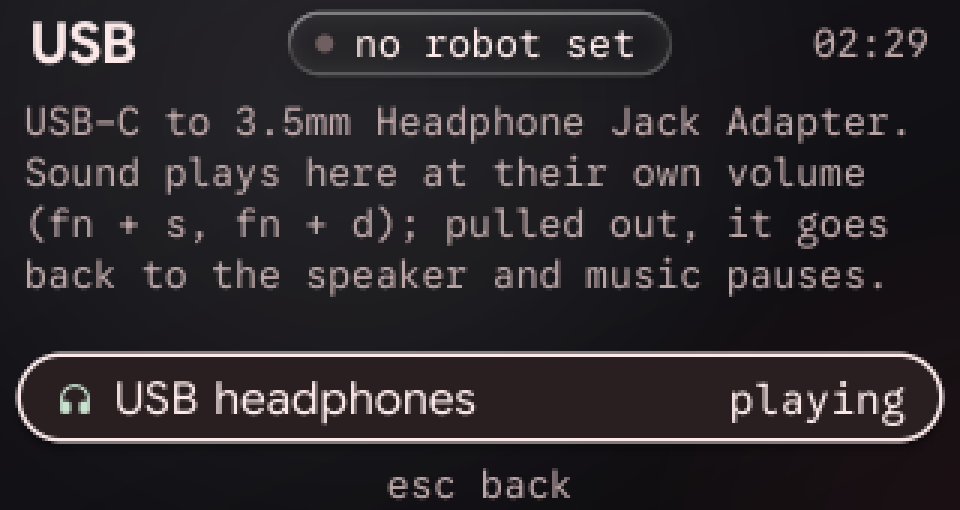 USB
no robot set
02:29
USB-C to 3.5mm Headphone Jack Adapter.
Sound plays here at their own volume
(fn + s, fn + d); pulled out, it goes
back to the speaker and music pauses.
USB headphones
playing
esc back